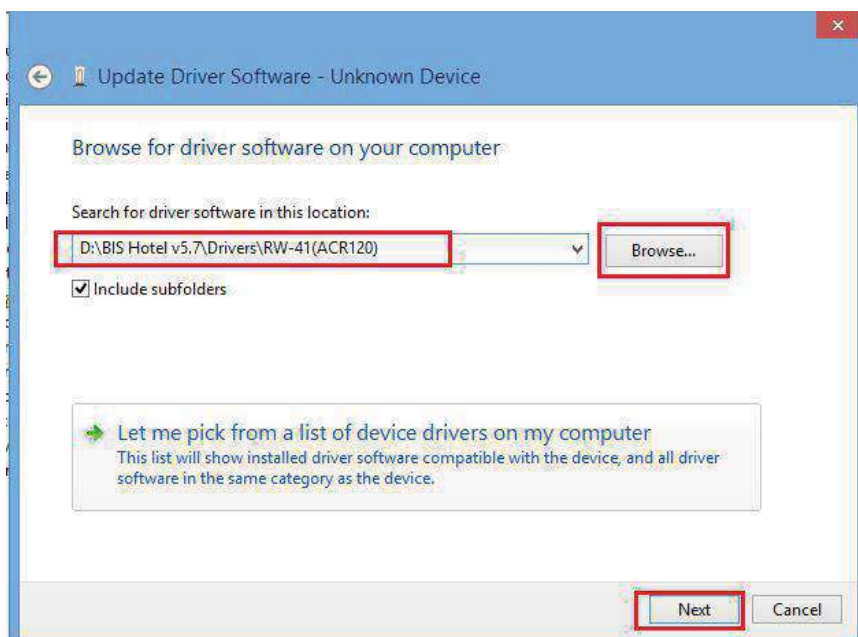 Update Driver Software - Unknown Device
Browse for driver software on your computer
Search for driver software in this location:
D:\BIS Hotel v5.7\Drivers\RW-41(ACR120)
Browse...
Include subfolders
Let me pick from a list of device drivers on my computer
This list will show installed driver software compatible with the device, and all driver
software in the same category as the device.
Next
Cancel